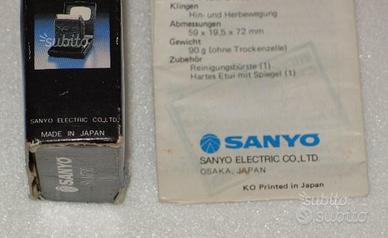 subito
SANYO ELECTRIC CO.,LTD.
MADE IN JAPAN
SANYO
Klingen
Hin- und Herbewegung
Abmessungen
59 x 19,5 x 72 mm
Gewicht
90 g (ohne Trockenzelle)
Zubehör
Reinigungsbürste (1)
Hartes Etui mit Spiegel (1)
SANYO
SANYO ELECTRIC CO.,LTD.
OSAKA, JAPAN
KO Printed in Japan
subito